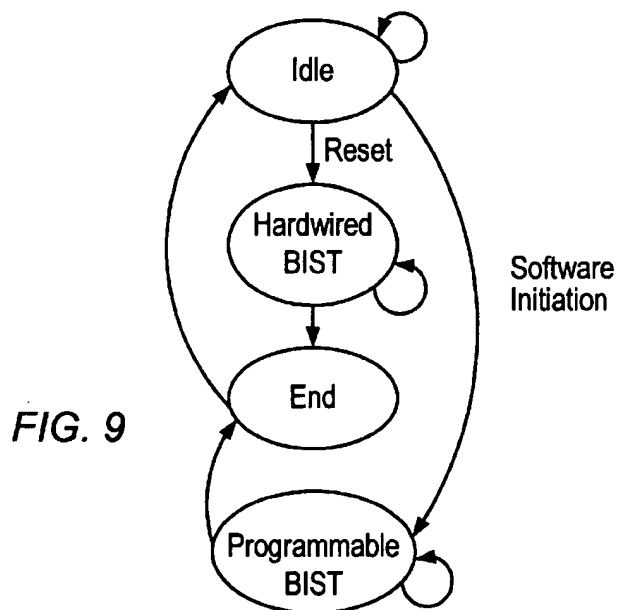 Idle
Reset
Hardwired
BIST
Software
Initiation
End
FIG. 9
Programmable
BIST